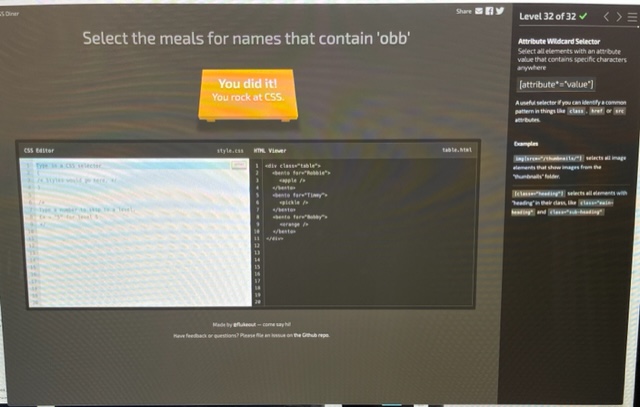 Share
Level 32 of 32 ✓
Select the meals for names that contain 'obb'
You did it!
You rock at CSS.
Attribute Wildcard Selector
Select all elements with an attribute
value that contains specific characters
anywhere
[attribute*="value"]
A useful selector if you can identify a common
pattern in things like class, href or src
attributes.
Examples
img[src*="/thumbnails/"] selects all image
elements that show images from the
"thumbnails" folder.
[class*="heading"] selects all elements with
"heading" in their class, like class="main-
heading" and class="sub-heading"
CSS Editor style.css
1 Type in a CSS selector
HTML Viewer table.html
1 <div class="table">
2 <bento for="Robbie">
3 <apple />
4 </bento>
5 <bento for="Timmy">
6 <pickle />
7 </bento>
8 <bento for="Bobby">
9 <orange />
10 </bento>
11 </div>
12
13
14
15
16
17
18
19
20
Made by @flukeout — come say hi!
Have feedback or questions? Please file an issue on the Github repo.